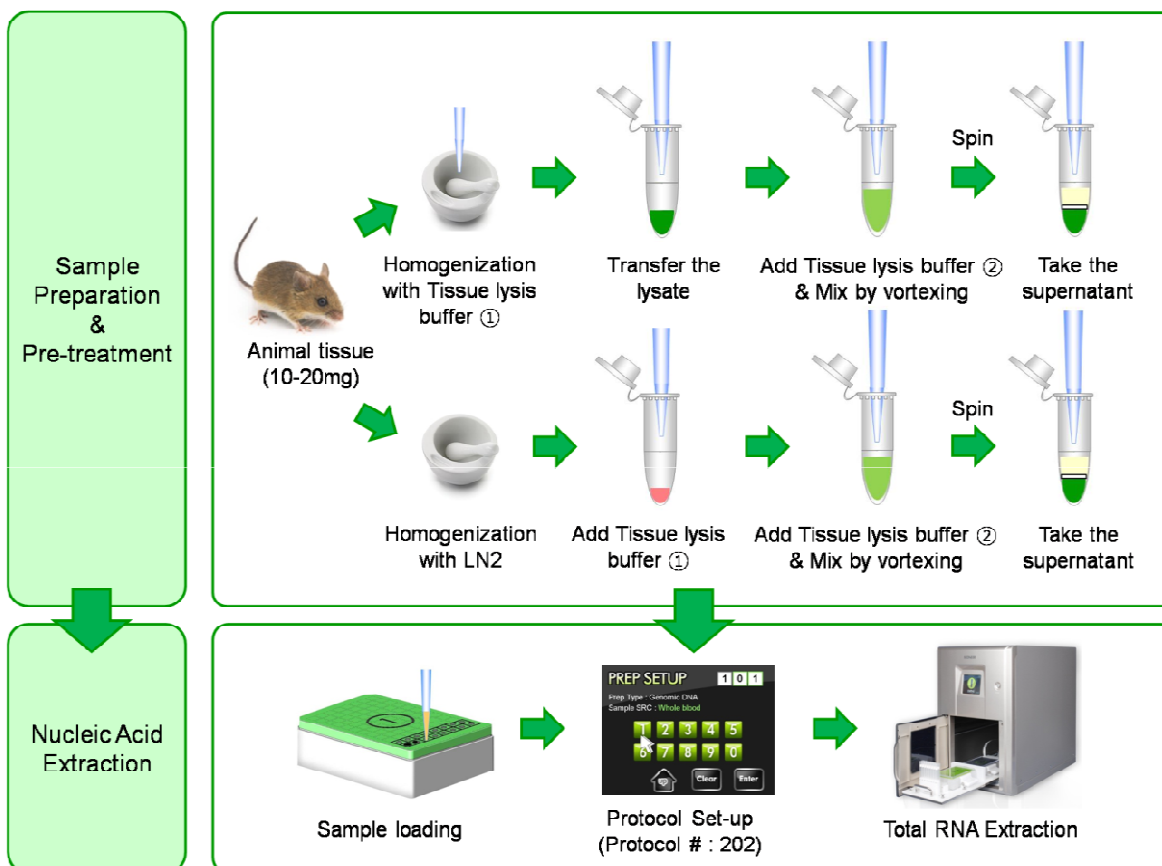 Sample
Preparation
&
Pre-treatment
Animal tissue
(10-20mg)
Homogenization
with Tissue lysis
buffer ①
Transfer the
lysate
Add Tissue lysis buffer ②
& Mix by vortexing
Spin
Take the
supernatant
Homogenization
with LN2
Add Tissue lysis
buffer ①
Add Tissue lysis buffer ②
& Mix by vortexing
Spin
Take the
supernatant
Nucleic Acid
Extraction
①
Sample loading
PREP SETUP 1 0 1
Prep Type : Genomic DNA
Sample SRC : Whole blood
1 2 3 4 5
6 7 8 9 0
Clear Enter
Protocol Set-up
(Protocol # : 202)
Total RNA Extraction